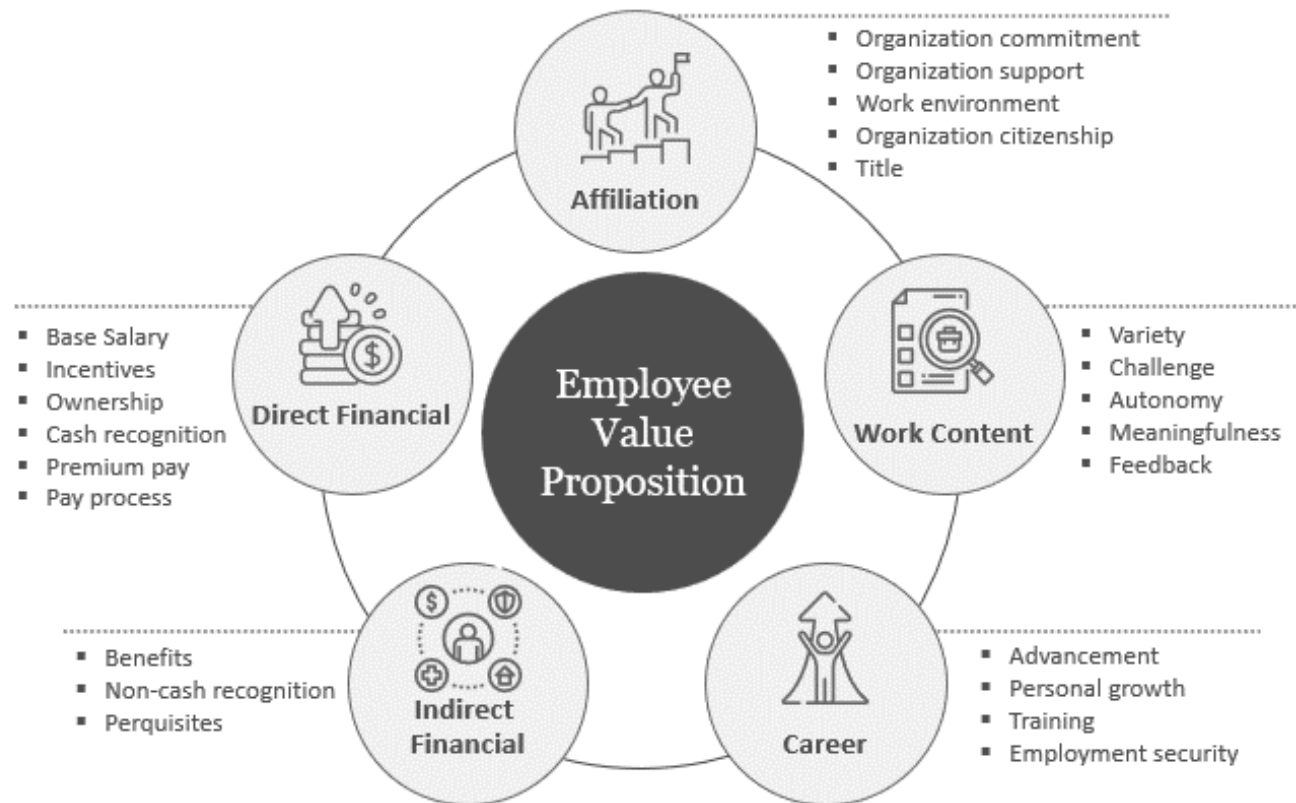 Organization commitment
Organization support
Work environment
Organization citizenship
Title
Affiliation
Base Salary
Incentives
Ownership
Cash recognition
Premium pay
Pay process
$
Direct Financial
Employee
Value
Proposition
Work Content
Variety
Challenge
Autonomy
Meaningfulness
Feedback
Benefits
Non-cash recognition
Perquisites
$
Indirect
Financial
Career
Advancement
Personal growth
Training
Employment security